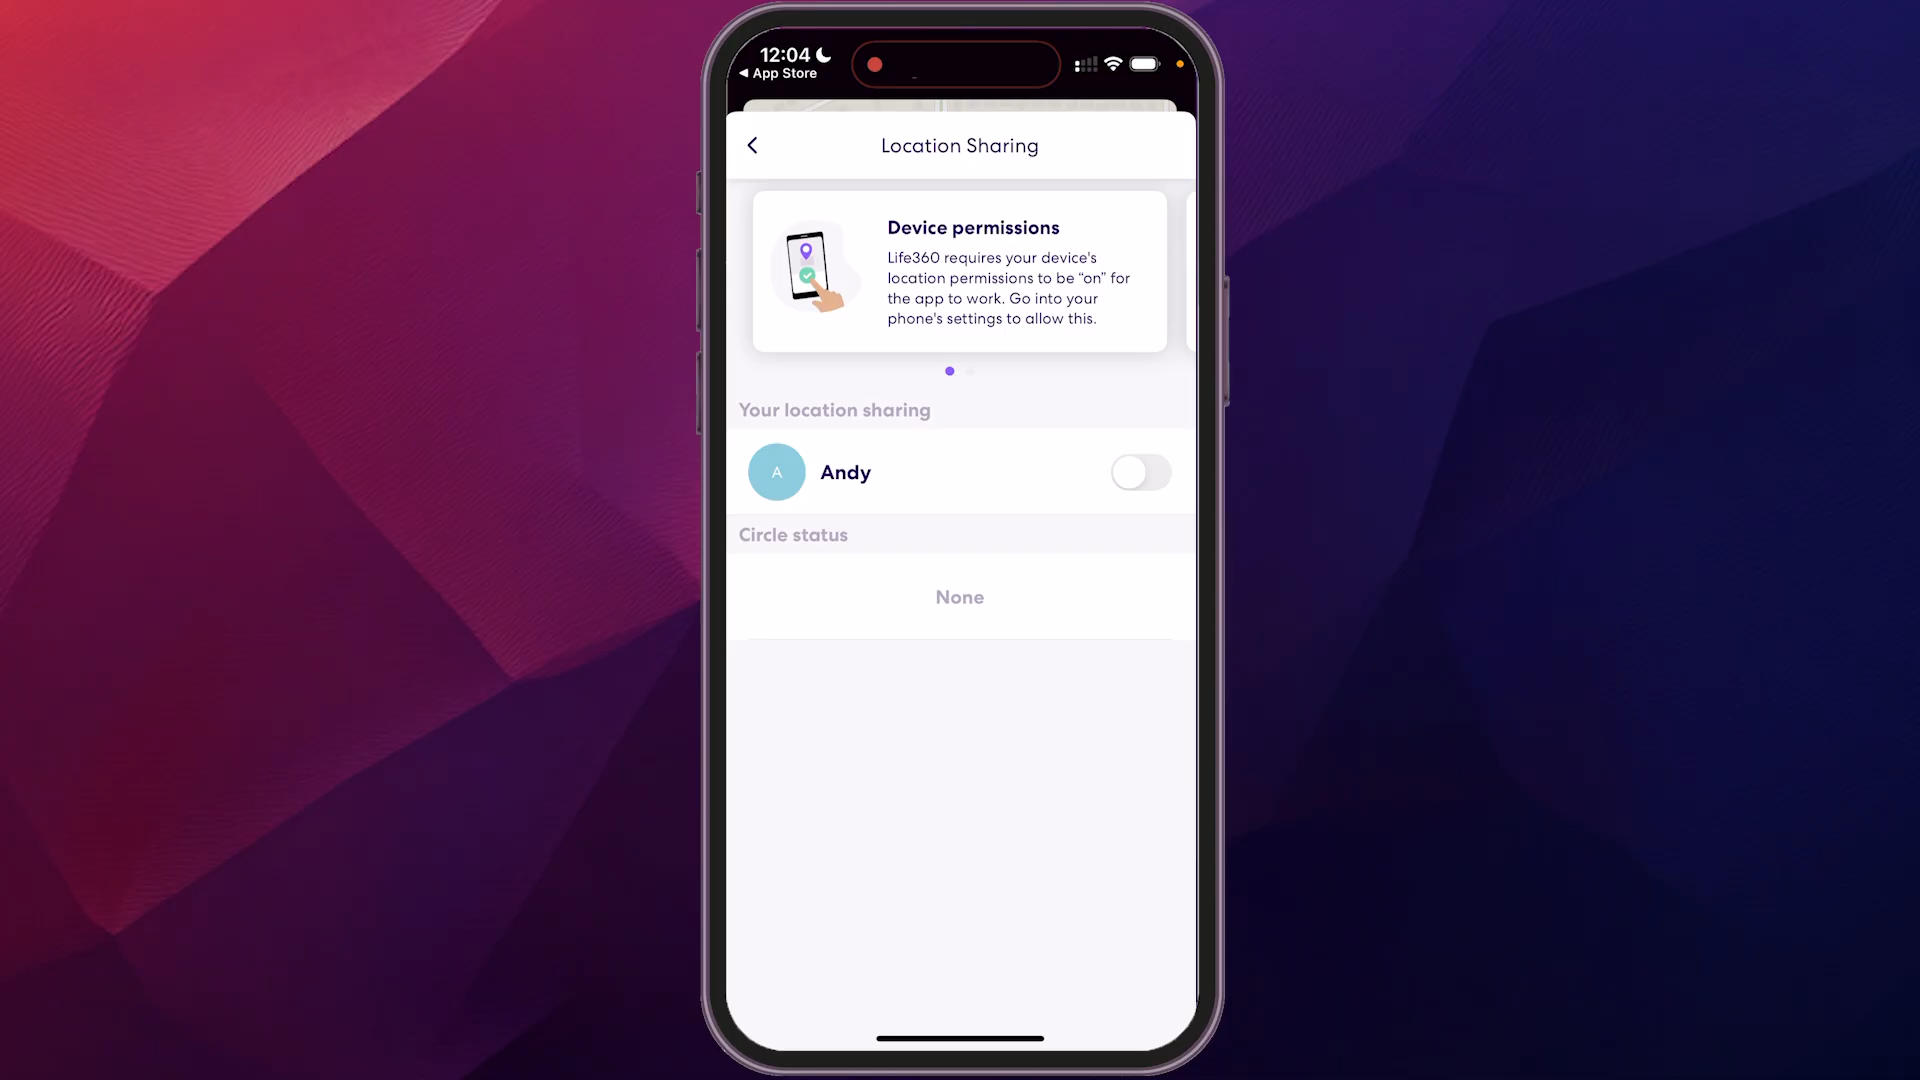 12:04
◀ App Store
Location Sharing
Device permissions
Life360 requires your device's
location permissions to be “on” for
the app to work. Go into your
phone's settings to allow this.
Your location sharing
A
Andy
Circle status
None